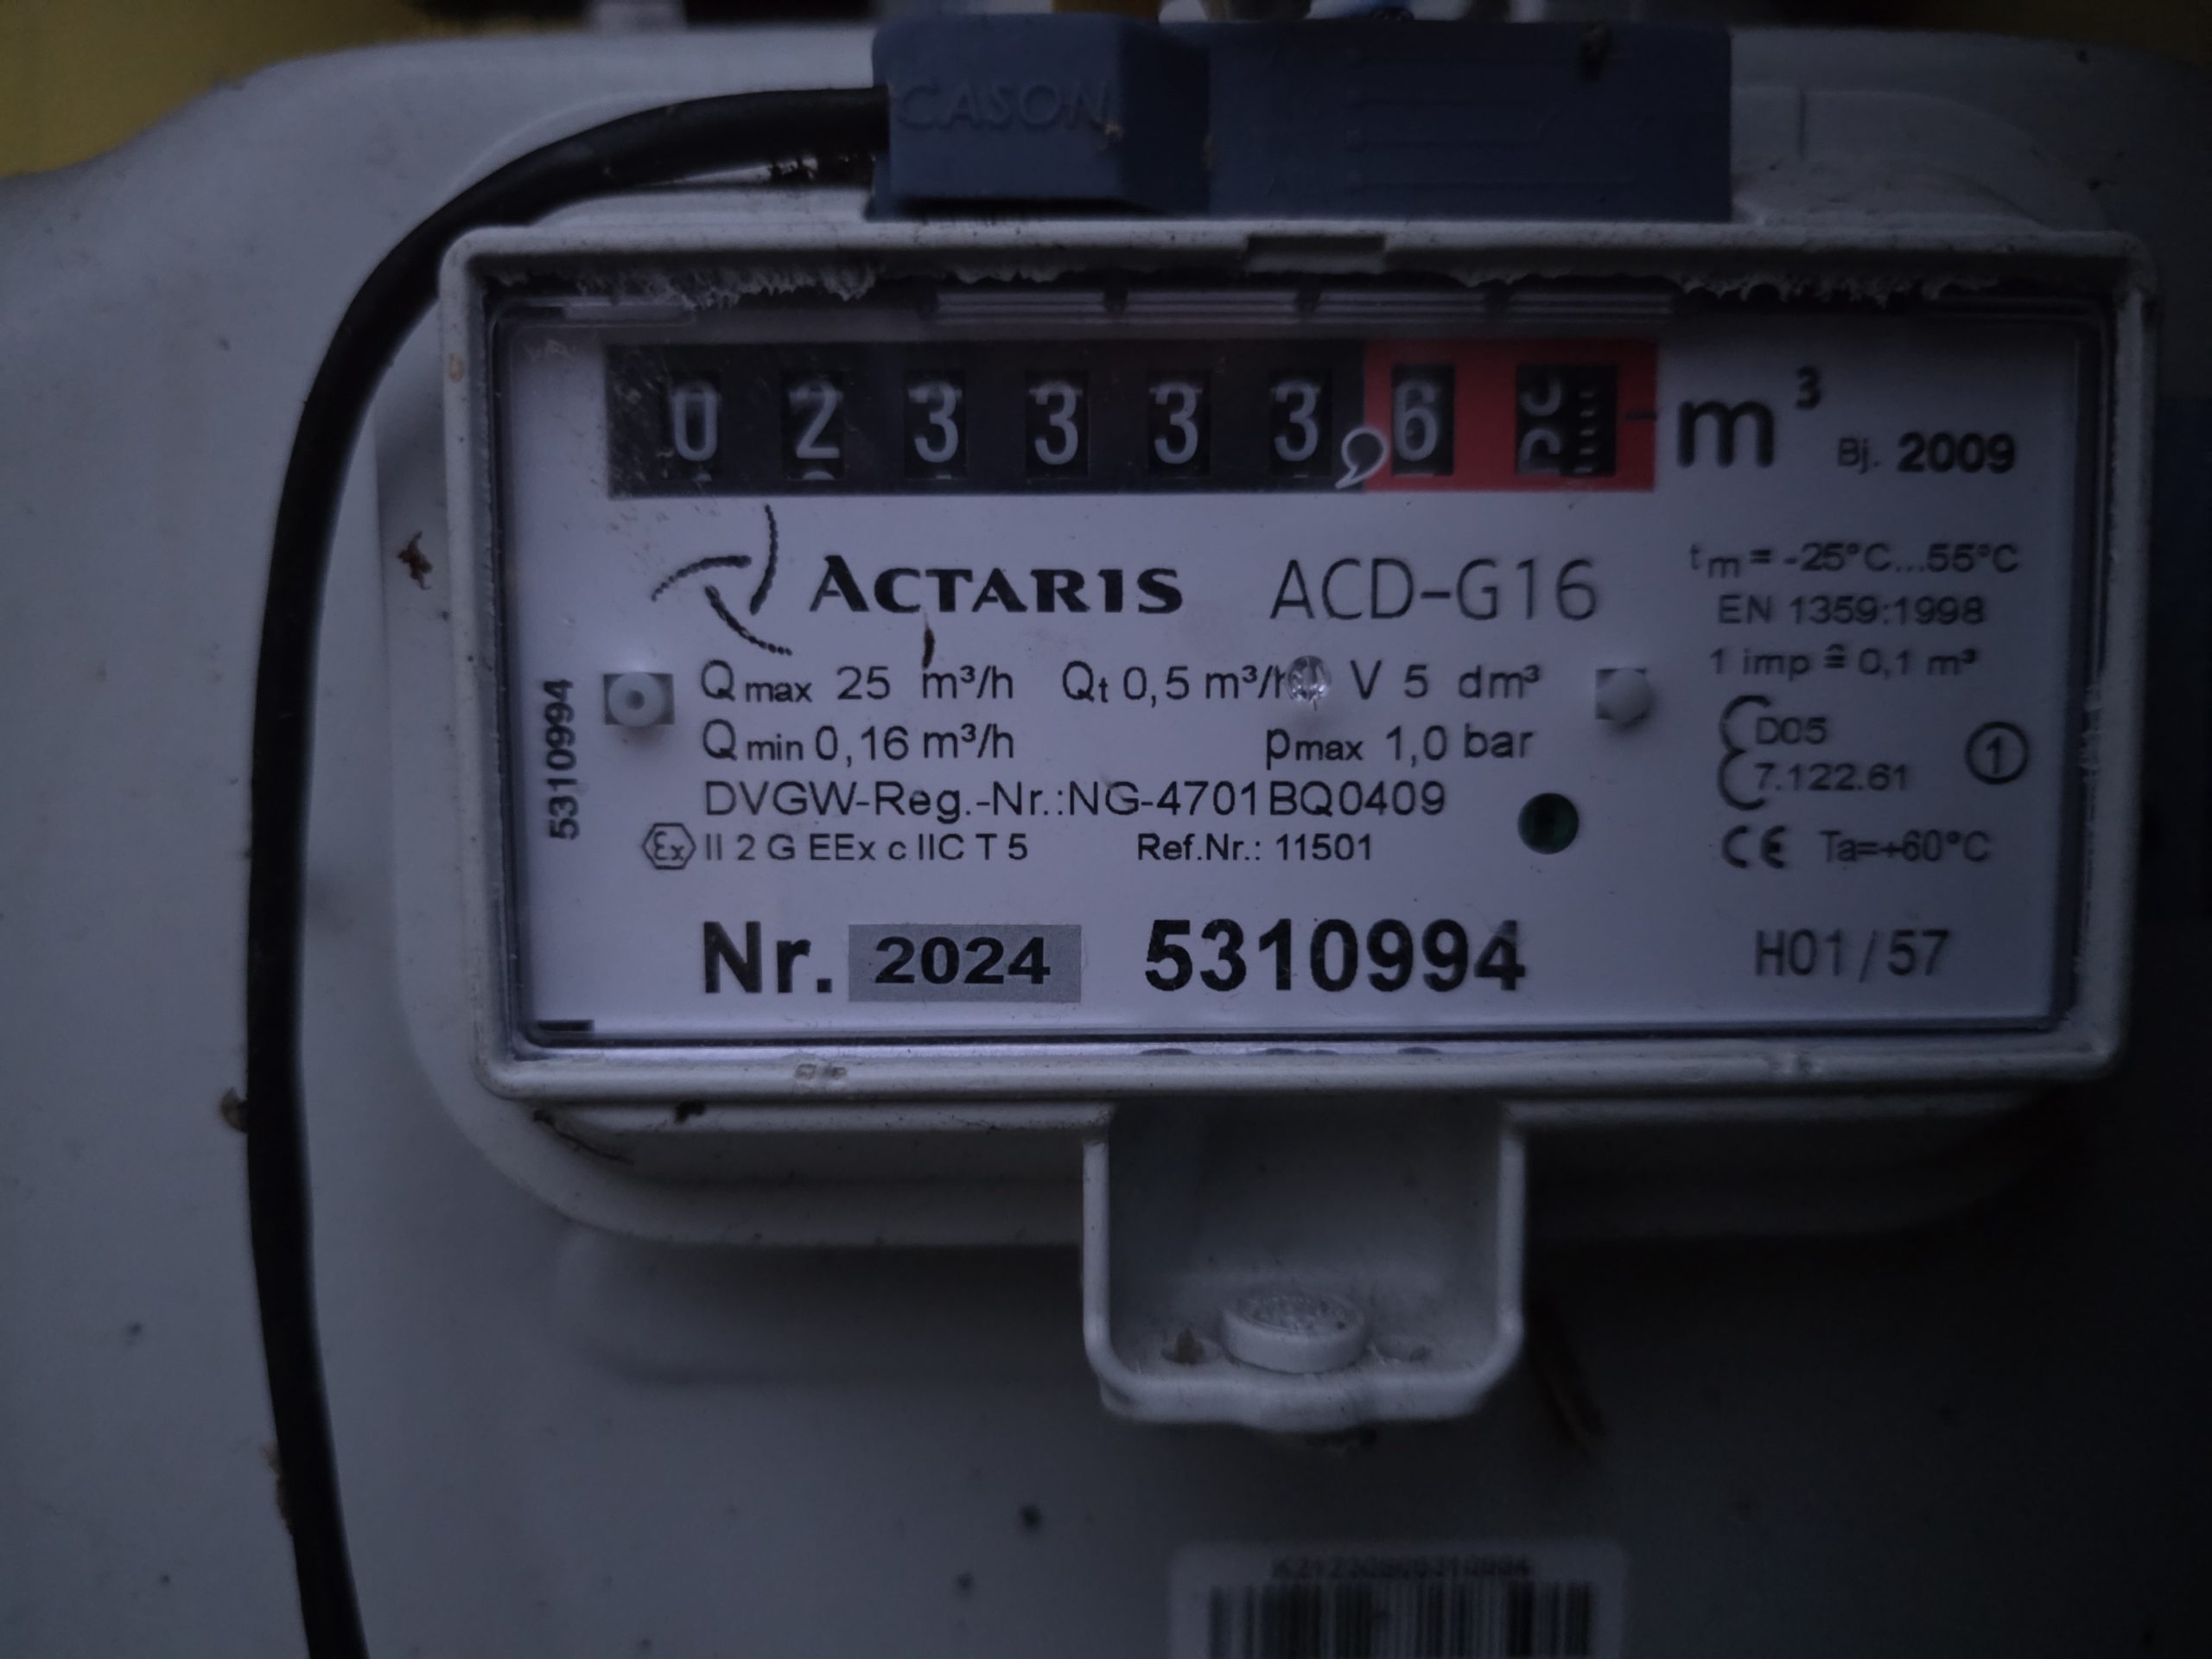 CASON
0 2 3 3 3 3 , 6
m³ Bj. 2009
ACTARIS ACD-G16
tm = -25°C...55°C
EN 1359:1998
1 imp ≙ 0,1 m³
Qmax 25 m³/h Qt 0,5 m³/h V 5 dm³
Qmin 0,16 m³/h pmax 1,0 bar
DVGW-Reg.-Nr.:NG-4701BQ0409
Ex II 2 G EEx c IIC T 5 Ref.Nr.: 11501
D05
7.122.61
1
CE Ta=+60°C
Nr. 2024 5310994
H01/57
5310994